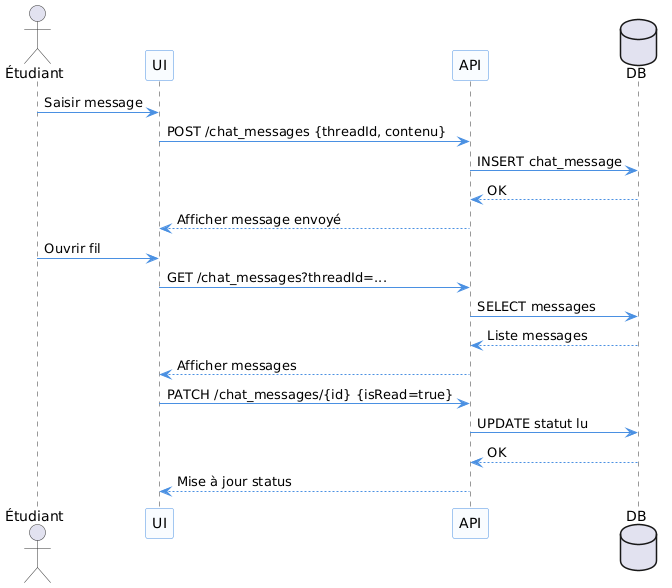 Étudiant
UI
API
DB
Saisir message
POST /chat_messages {threadId, contenu}
INSERT chat_message
OK
Afficher message envoyé
Ouvrir fil
GET /chat_messages?threadId=...
SELECT messages
Liste messages
Afficher messages
PATCH /chat_messages/{id} {isRead=true}
UPDATE statut lu
OK
Mise à jour status
Étudiant
UI
API
DB